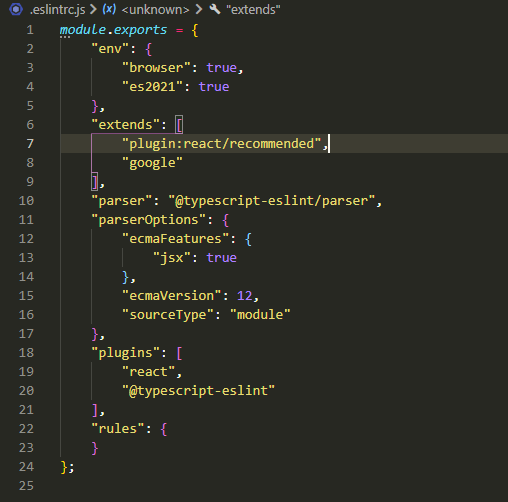 .eslintrc.js > <unknown> > "extends"
1 module.exports = {
2 "env": {
3 "browser": true,
4 "es2021": true
5 },
6 "extends": [
7 "plugin:react/recommended",
8 "google"
9 ],
10 "parser": "@typescript-eslint/parser",
11 "parserOptions": {
12 "ecmaFeatures": {
13 "jsx": true
14 },
15 "ecmaVersion": 12,
16 "sourceType": "module"
17 },
18 "plugins": [
19 "react",
20 "@typescript-eslint"
21 ],
22 "rules": {
23 }
24 };
25